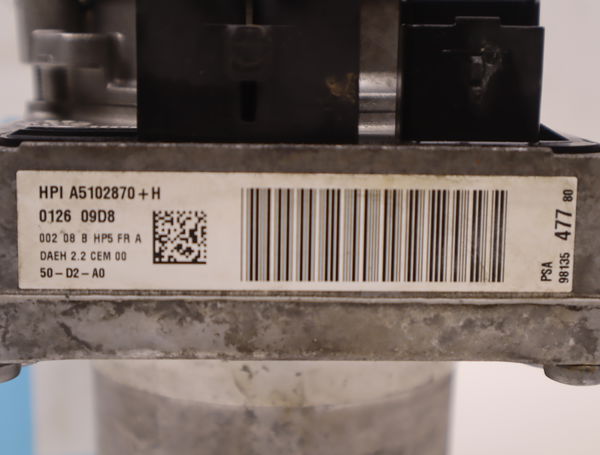 HPI A5102870+H
0126 09D8
002 08 B HP5 FR A
DAEH 2.2 CEM 00
50-D2-A0
PSA
98135 477 80